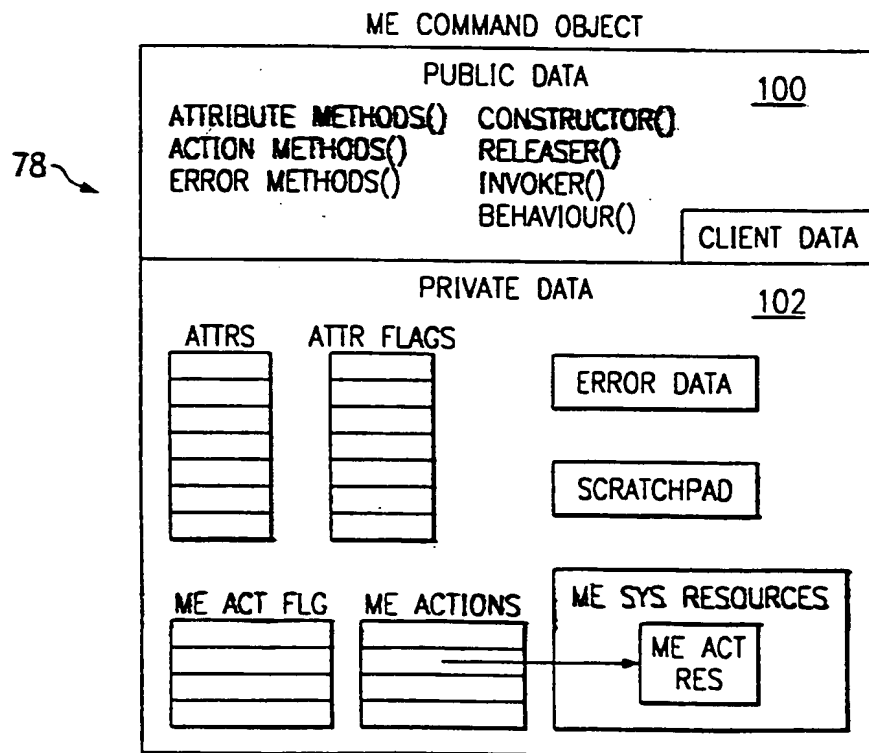 ME COMMAND OBJECT
PUBLIC DATA
100
ATTRIBUTE METHODS() CONSTRUCTOR()
ACTION METHODS() RELEASER()
ERROR METHODS() INVOKER()
BEHAVIOUR()
78
CLIENT DATA
PRIVATE DATA
102
ATTRS ATTR FLAGS
ERROR DATA
SCRATCHPAD
ME ACT FLG ME ACTIONS ME SYS RESOURCES
ME ACT
RES